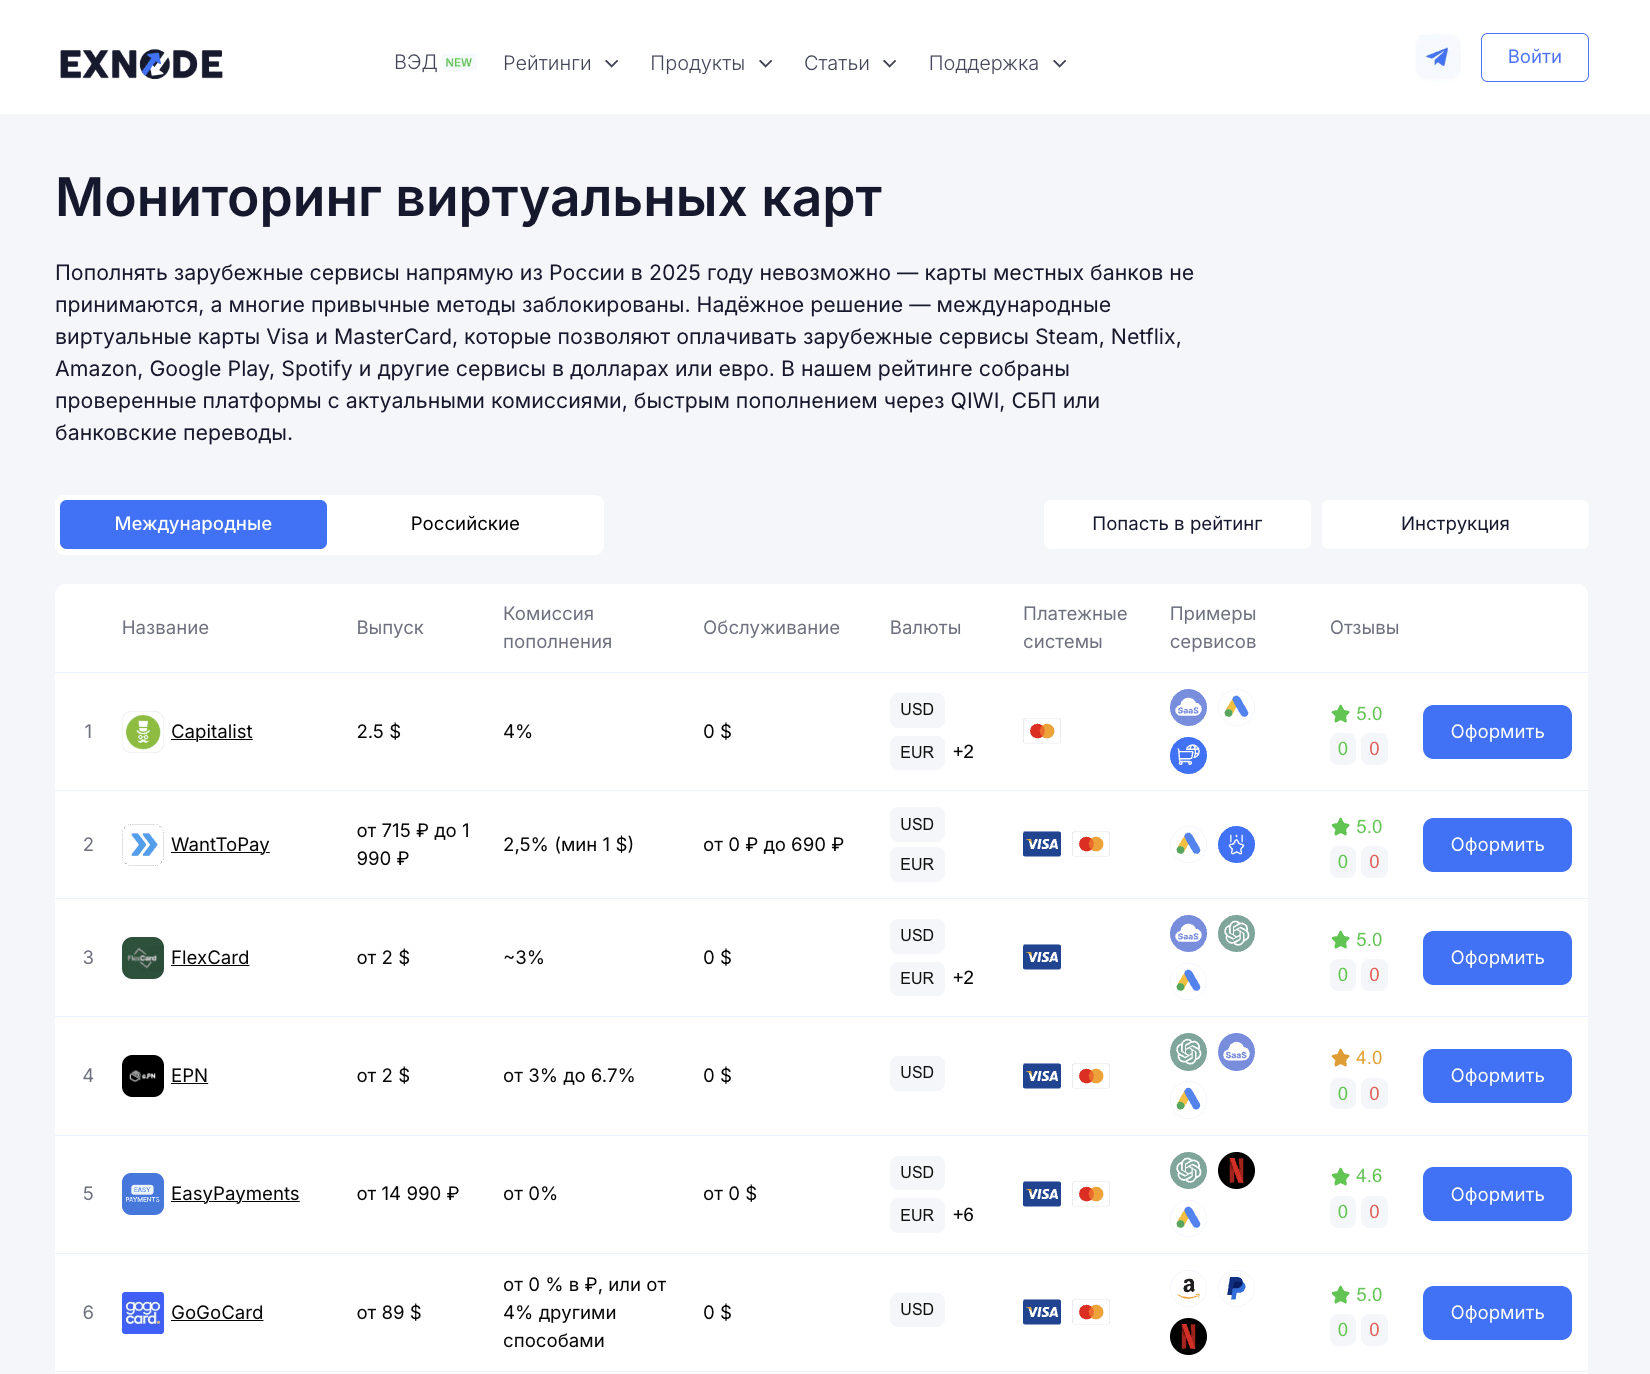 EXNODE
ВЭД NEW
Рейтинги
Продукты
Статьи
Поддержка
Войти
Мониторинг виртуальных карт
Пополнять зарубежные сервисы напрямую из России в 2025 году невозможно — карты местных банков не
принимаются, а многие привычные методы заблокированы. Надёжное решение — международные
виртуальные карты Visa и MasterCard, которые позволяют оплачивать зарубежные сервисы Steam, Netflix,
Amazon, Google Play, Spotify и другие сервисы в долларах или евро. В нашем рейтинге собраны
проверенные платформы с актуальными комиссиями, быстрым пополнением через QIWI, СБП или
банковские переводы.
Международные
Российские
Попасть в рейтинг
Инструкция
Название
Выпуск
Комиссия
пополнения
Обслуживание
Валюты
Платежные
системы
Примеры
сервисов
Отзывы
1
Capitalist
2.5 $
4%
0 $
USD
EUR +2
SaaS
5.0
0 0
Оформить
2
WantToPay
от 715 ₽ до 1
990 ₽
2,5% (мин 1 $)
от 0 ₽ до 690 ₽
USD
EUR
VISA
5.0
0 0
Оформить
3
FlexCard
FlexCard
от 2 $
~3%
0 $
USD
EUR +2
VISA
SaaS
5.0
0 0
Оформить
4
e.PN
EPN
от 2 $
от 3% до 6.7%
0 $
USD
VISA
SaaS
4.0
0 0
Оформить
5
EASY
PAYMENTS
EasyPayments
от 14 990 ₽
от 0%
от 0 $
USD
EUR +6
VISA
N
4.6
0 0
Оформить
6
gogo
card.
GoGoCard
от 89 $
от 0 % в ₽, или от
4% другими
способами
0 $
USD
VISA
a
N
5.0
0 0
Оформить